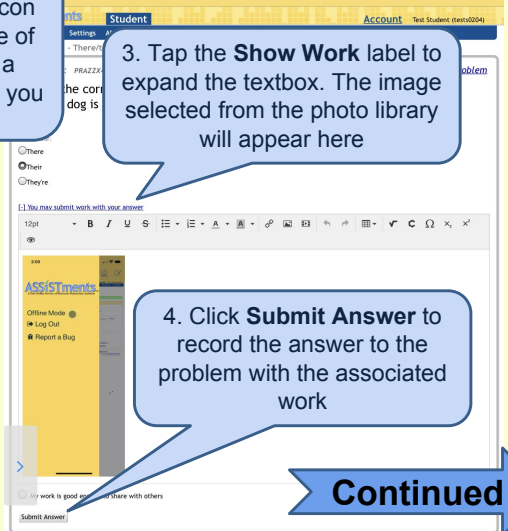 con
e of
a
you
Student
Account Test Student (tests0204)
Settings
- There/t
PRAZZX
oblem
the corr
dog is
3. Tap the Show Work label to
expand the textbox. The image
selected from the photo library
will appear here
There
Their
They're
[-] You may submit work with your answer
12pt B I U S A A C Ω x₂ x²
3:09
ASSISTments
Offline Mode
Log Out
Report a Bug
4. Click Submit Answer to
record the answer to the
problem with the associated
work
My work is good en to share with others
Submit Answer
Continued